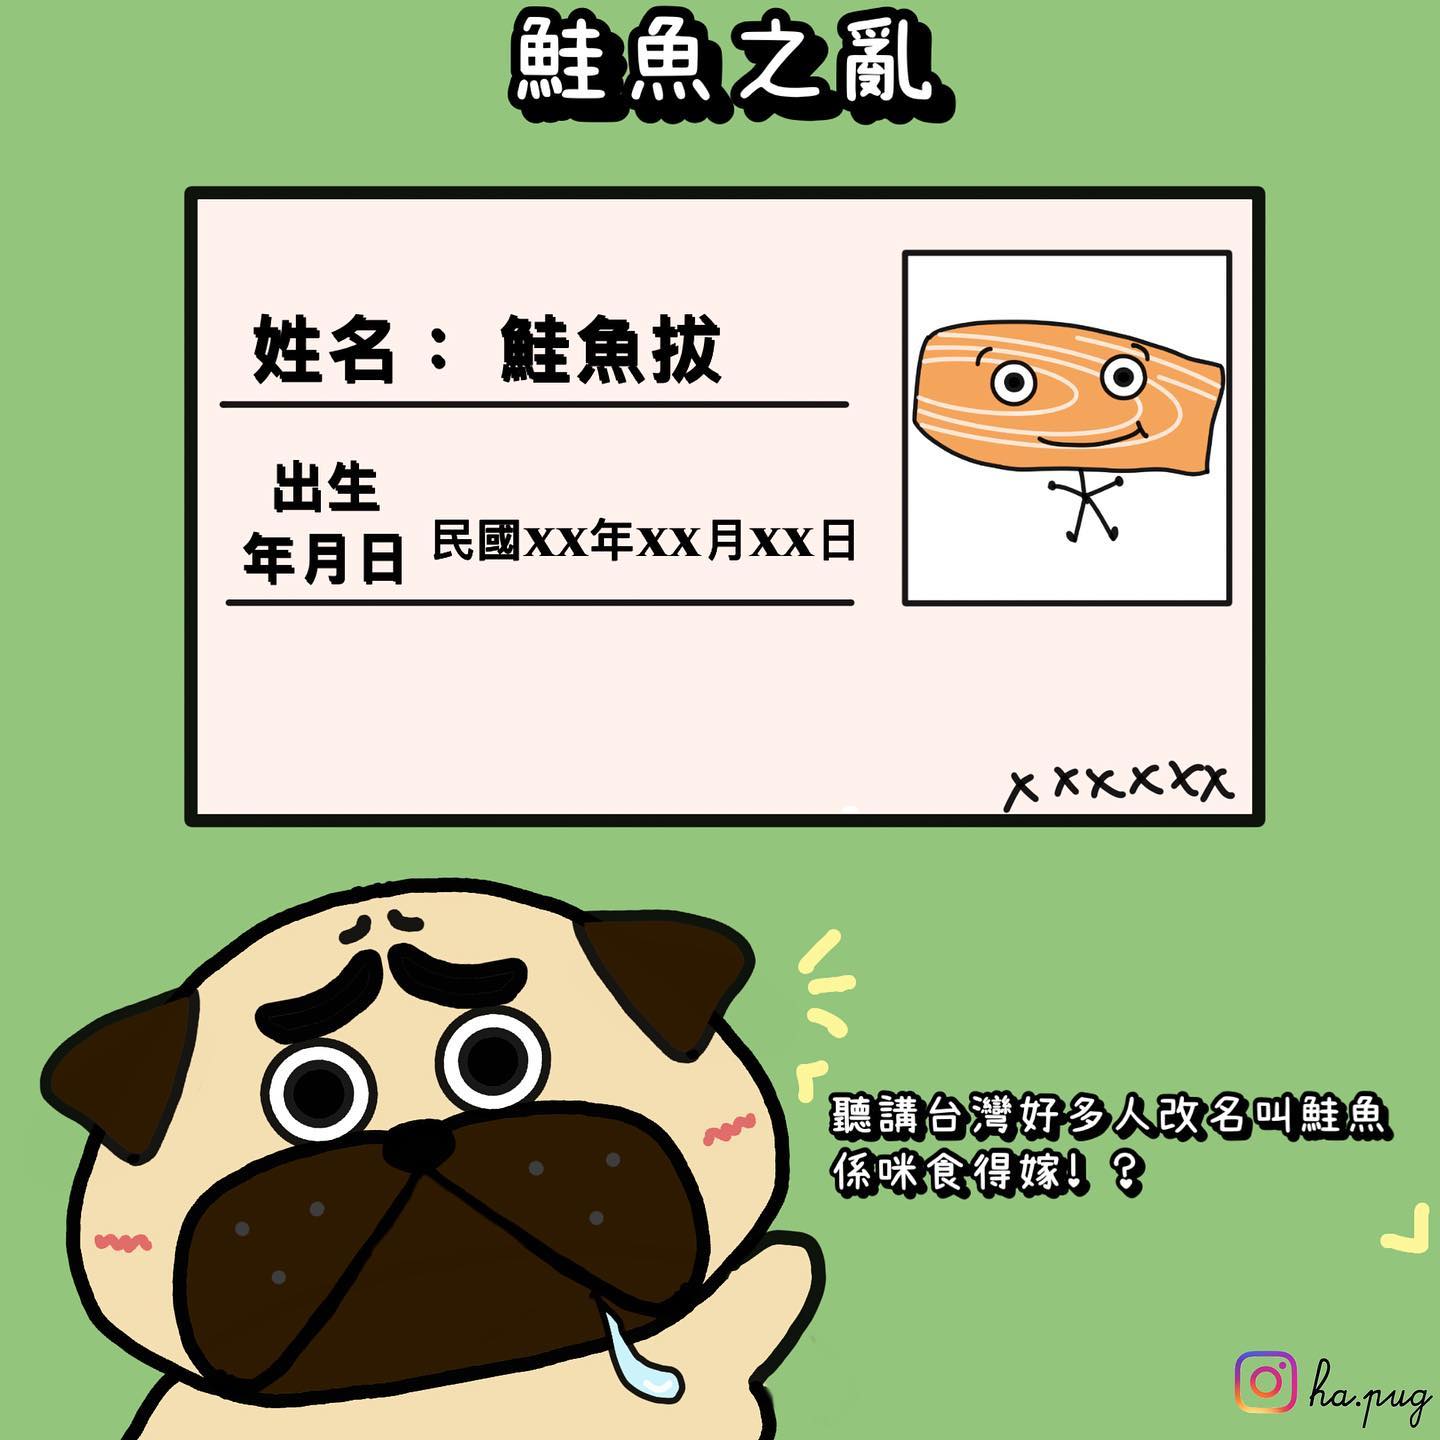 鮭魚之亂
姓名： 鮭魚拔
出生
年月日 民國xx年xx月xx日
xxxxxx
聽講台灣好多人改名叫鮭魚
係咪食得嫁！？
ha.pug